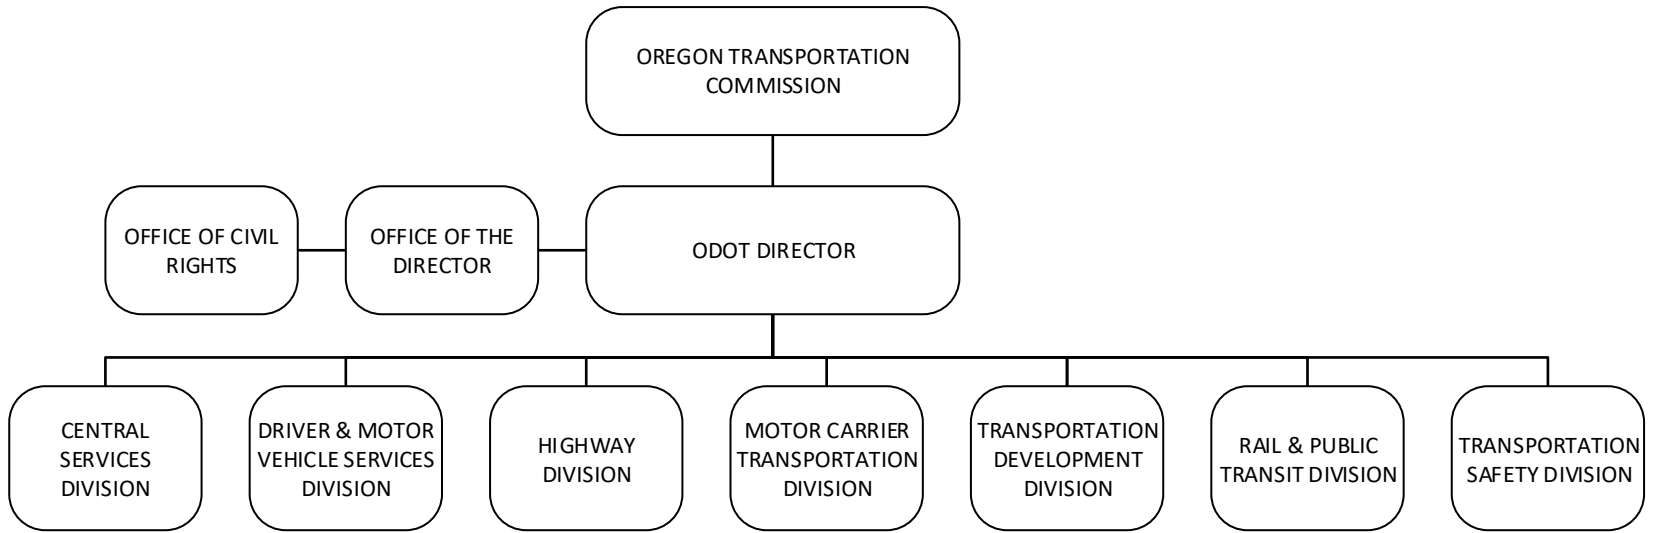 OREGON TRANSPORTATION
COMMISSION
OFFICE OF CIVIL
RIGHTS
OFFICE OF THE
DIRECTOR
ODOT DIRECTOR
CENTRAL
SERVICES
DIVISION
DRIVER & MOTOR
VEHICLE SERVICES
DIVISION
HIGHWAY
DIVISION
MOTOR CARRIER
TRANSPORTATION
DIVISION
TRANSPORTATION
DEVELOPMENT
DIVISION
RAIL & PUBLIC
TRANSIT DIVISION
TRANSPORTATION
SAFETY DIVISION